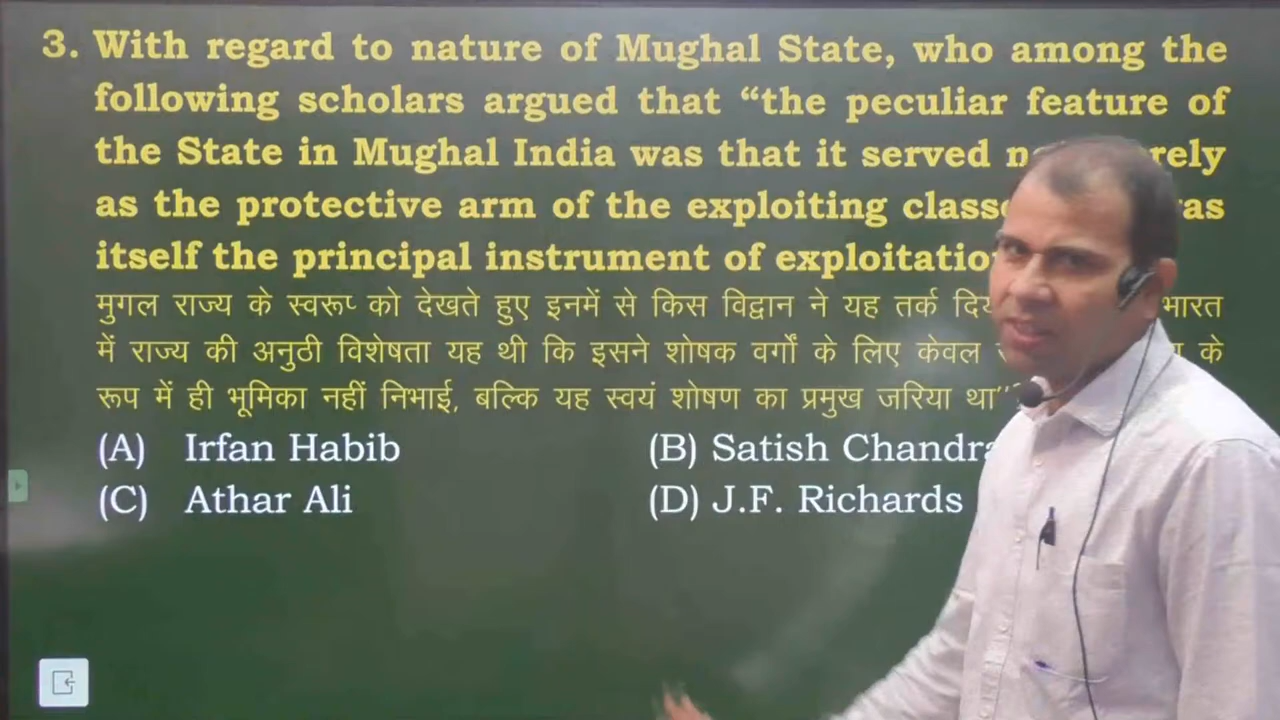 3. With regard to nature of Mughal State, who among the
following scholars argued that “the peculiar feature of
the State in Mughal India was that it served rely
as the protective arm of the exploiting as
itself the principal instrument of
मुगल राज्य के स्वरूप को देखते हुए इनमें से किस विद्वान ने यह तर्क भारत
में राज्य की अनुठी विशेषता यह थी कि इसने शोषक वर्गों के लिए केवल के
रूप में ही भूमिका नहीं निभाई, बल्कि यह स्वयं शोषण का प्रमुख जरिया था”
(A) Irfan Habib (B) Satish Chandra
(C) Athar Ali (D) J.F. Richards